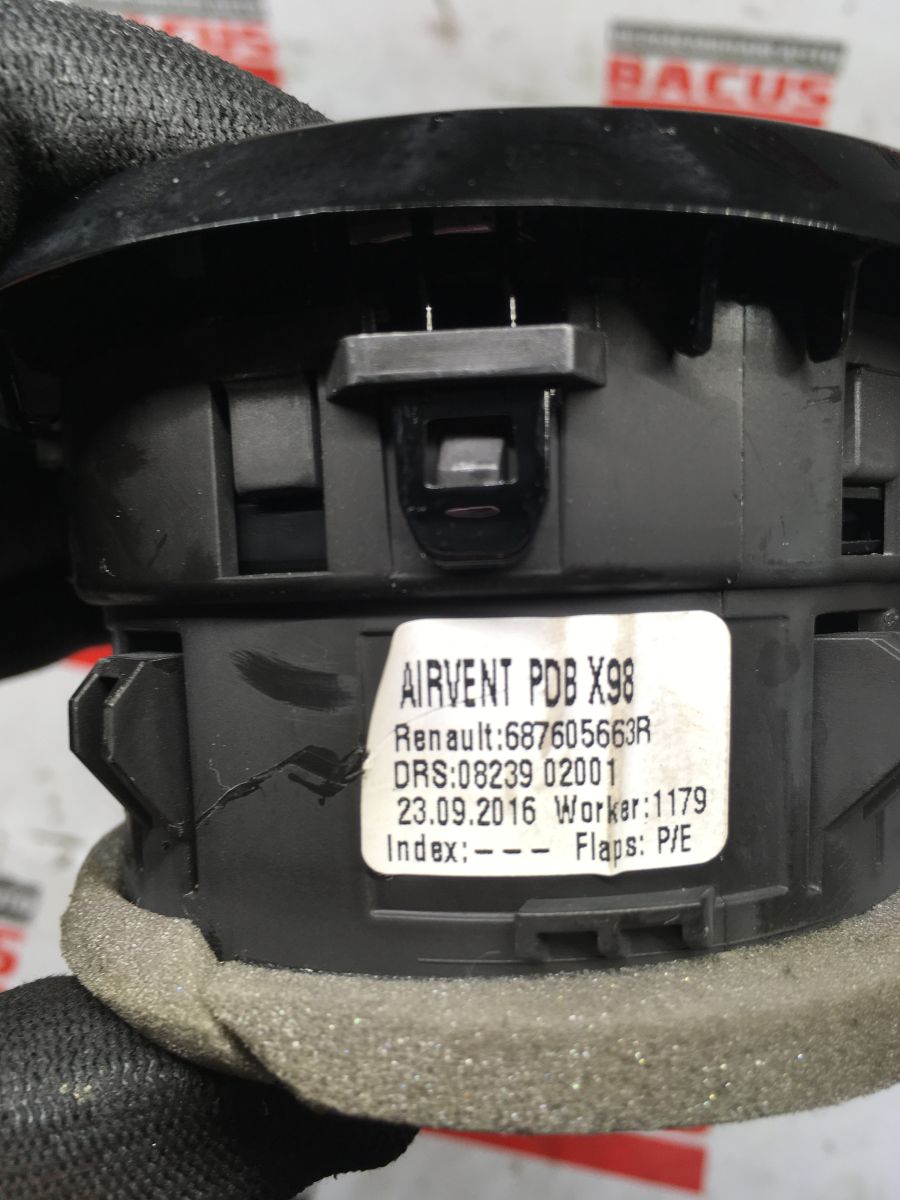 BACUS
AIRVENT PDB X98
Renault:687605663R
DRS:08239 02001
23.09.2016 Worker:1179
Index:--- Flaps: P/E